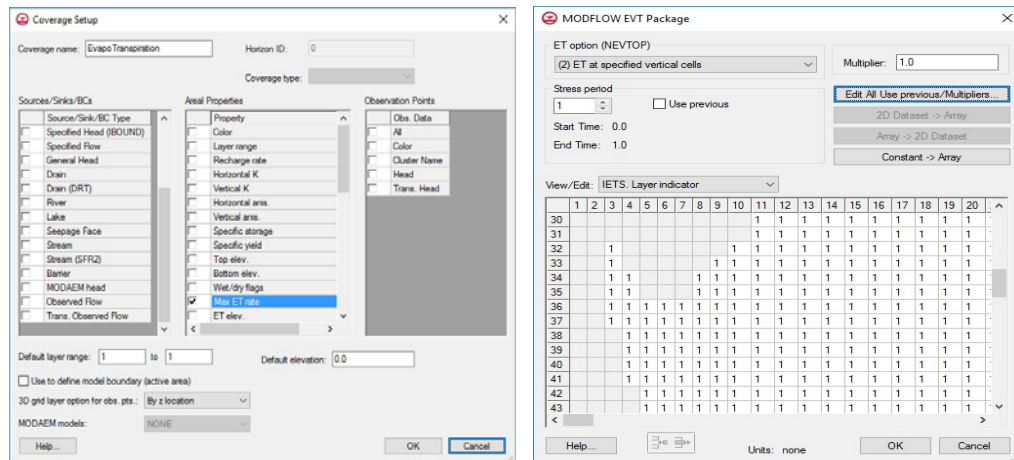 Coverage Setup
Coverage name: EvapoTranspiration
Horizon ID: 0
Coverage type:
Sources/Sinks/BCs
Source/Sink/BC Type
Specified Head (IBOUND)
Specified Flow
General Head
Drain
Drain (DRT)
River
Lake
Seepage Face
Stream
Stream (SFR2)
Barrier
MODAEM head
Observed Flow
Trans. Observed Flow
Areal Properties
Property
Color
Layer range
Recharge rate
Horizontal K
Vertical K
Horizontal anis.
Vertical anis.
Specific storage
Specific yield
Top elev.
Bottom elev.
Wet/dry flags
Max ET rate
ET elev.
Observation Points
Obs. Data
All
Color
Cluster Name
Head
Trans. Head
Default layer range: 1 to 1
Default elevation: 0.0
Use to define model boundary (active area)
3D grid layer option for obs. pts.: By z location
MODAEM models: NONE
Help... OK Cancel
MODFLOW EVT Package
ET option (NEVTOP)
(2) ET at specified vertical cells
Multiplier: 1.0
Stress period
1 Use previous
Start Time: 0.0
End Time: 1.0
Edit All Use previous/Multipliers...
2D Dataset -> Array
Array -> 2D Dataset
Constant -> Array
View/Edit: IETS. Layer indicator
1 2 3 4 5 6 7 8 9 10 11 12 13 14 15 16 17 18 19 20
30 1 1 1 1 1 1 1 1 1 1
31 1 1 1 1 1 1 1 1 1 1
32 1 1 1 1 1 1 1 1 1 1 1 1
33 1 1 1 1 1 1 1 1 1 1 1 1 1
34 1 1 1 1 1 1 1 1 1 1 1 1 1 1 1
35 1 1 1 1 1 1 1 1 1 1 1 1 1 1 1
36 1 1 1 1 1 1 1 1 1 1 1 1 1 1 1 1 1 1
37 1 1 1 1 1 1 1 1 1 1 1 1 1 1 1 1 1 1
38 1 1 1 1 1 1 1 1 1 1 1 1 1 1 1 1 1
39 1 1 1 1 1 1 1 1 1 1 1 1 1 1 1 1 1
40 1 1 1 1 1 1 1 1 1 1 1 1 1 1 1 1 1
41 1 1 1 1 1 1 1 1 1 1 1 1 1 1 1 1 1
42 1 1 1 1 1 1 1 1 1 1 1 1 1 1 1 1
43 1 1 1 1 1 1 1 1 1 1 1 1 1 1 1 1
Help... Units: none OK Cancel